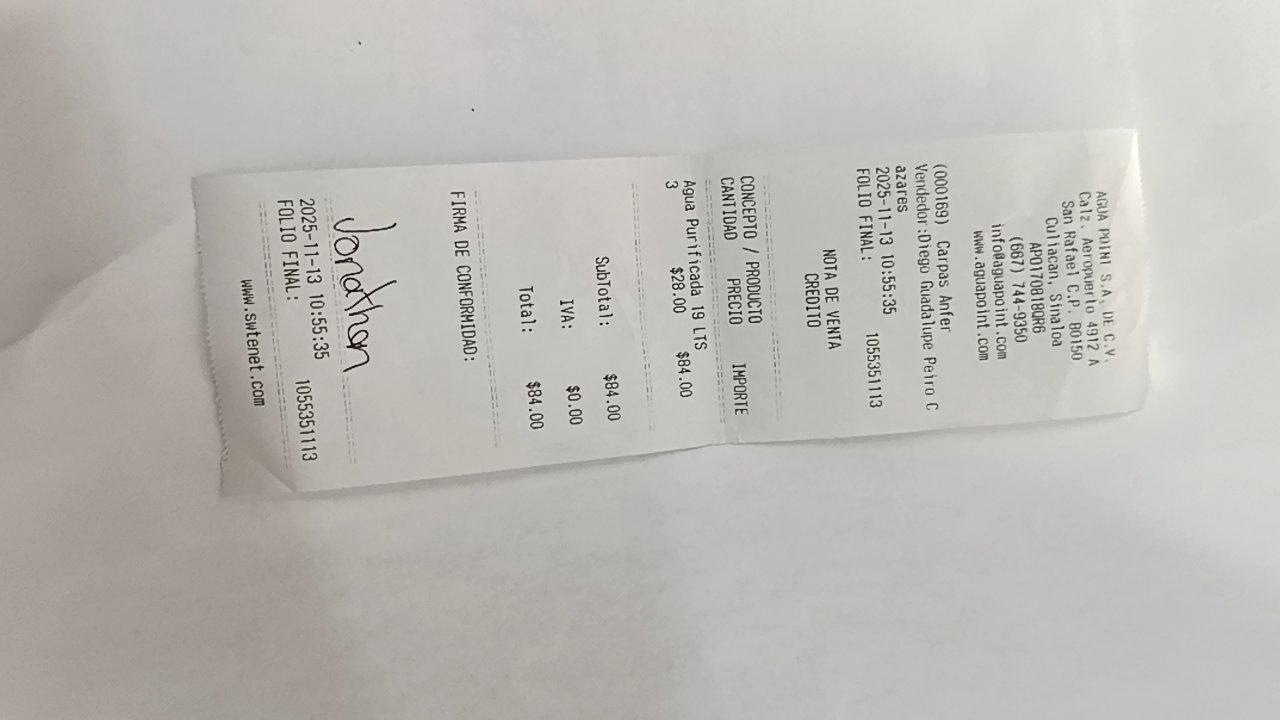 AGUA POINT S.A. DE C.V.
Calz. Aeropuerto 4912 A
San Rafael C.P. 80150
Culiacan, Sinaloa
APO170818QR6
(667) 744-9350
info@aguapoint.com
www.aguapoint.com
(000169) Carpas Anfer
Vendedor:Diego Guadalupe Peiro C
azares
2025-11-13 10:55:35
FOLIO FINAL: 1055351113
NOTA DE VENTA
CREDITO
CONCEPTO / PRODUCTO
CANTIDAD PRECIO IMPORTE
Agua Purificada 19 LTS
3 $28.00 $84.00
SubTotal: $84.00
IVA: $0.00
Total: $84.00
FIRMA DE CONFORMIDAD:
Jonathan
2025-11-13 10:55:35
FOLIO FINAL: 1055351113
www.swtenet.com